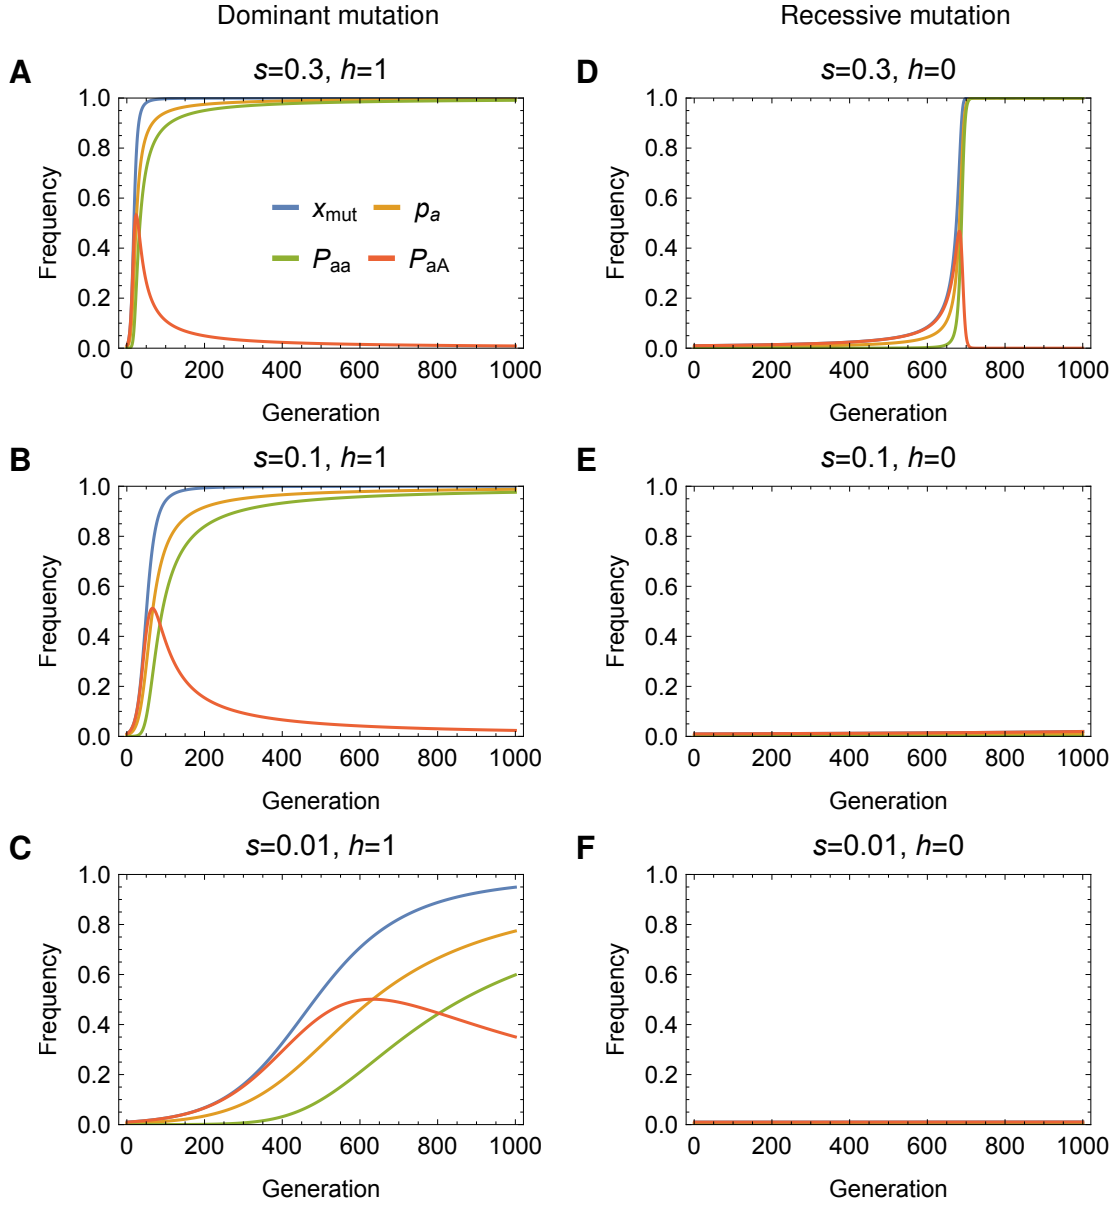 Dominant mutation
Recessive mutation
A
s=0.3, h=1
Frequency
1.0
0.8
0.6
0.4
0.2
0.0
x_mut
p_a
P_aa
P_aA
0 200 400 600 800 1000
Generation
D
s=0.3, h=0
Frequency
1.0
0.8
0.6
0.4
0.2
0.0
0 200 400 600 800 1000
Generation
B
s=0.1, h=1
Frequency
1.0
0.8
0.6
0.4
0.2
0.0
0 200 400 600 800 1000
Generation
E
s=0.1, h=0
Frequency
1.0
0.8
0.6
0.4
0.2
0.0
0 200 400 600 800 1000
Generation
C
s=0.01, h=1
Frequency
1.0
0.8
0.6
0.4
0.2
0.0
0 200 400 600 800 1000
Generation
F
s=0.01, h=0
Frequency
1.0
0.8
0.6
0.4
0.2
0.0
0 200 400 600 800 1000
Generation